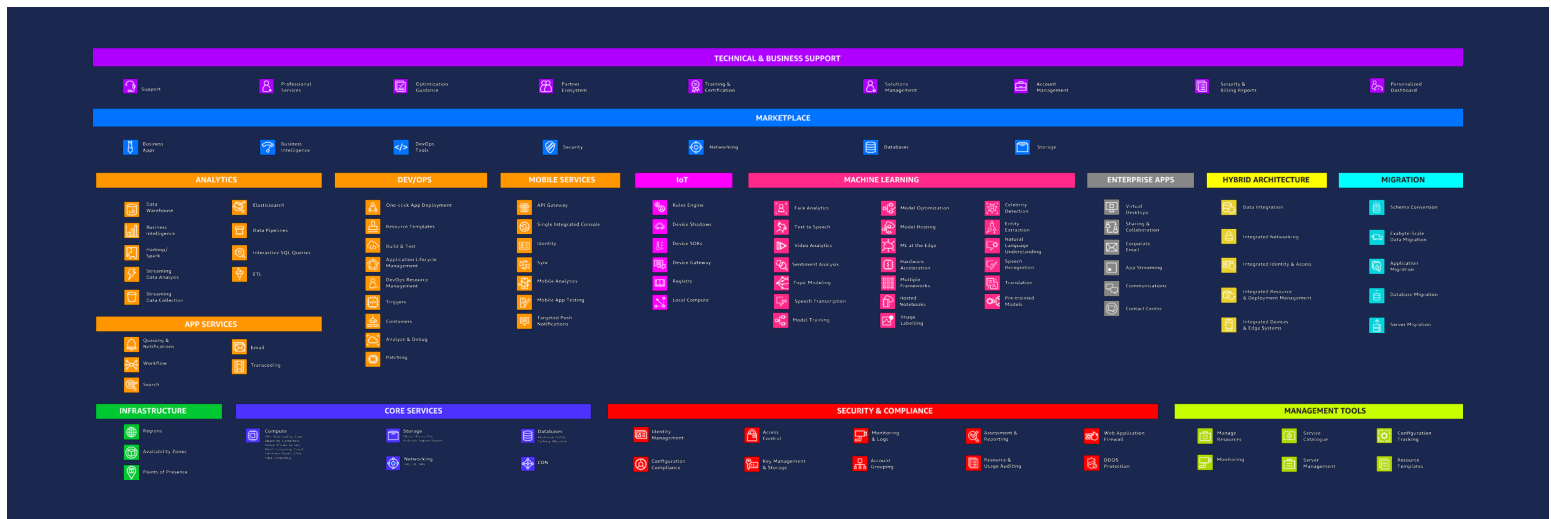 TECHNICAL & BUSINESS SUPPORT
Support
Professional
Services
Optimization
Guidance
Partner
Ecosystem
Training &
Certification
Solutions
Management
Account
Management
Security &
Billing Reports
Personalized
Dashboard
MARKETPLACE
Business
Apps
Business
Intelligence
DevOps
Tools
Security
Networking
Databases
Storage
ANALYTICS
Data
Warehouse
Business
Intelligence
Hadoop/
Spark
Streaming
Data Analysis
Streaming
Data Collection
Elasticsearch
Data Pipelines
Interactive SQL Queries
ETL
APP SERVICES
Queuing &
Notifications
Workflow
Search
Email
Transcoding
DEV/OPS
One-click App Deployment
Resource Templates
Build & Test
Application Lifecycle
Management
DevOps Resource
Management
Triggers
Containers
Analyze & Debug
Patching
MOBILE SERVICES
API Gateway
Single Integrated Console
Identity
Sync
Mobile Analytics
Mobile App Testing
Targeted Push
Notifications
IoT
Rules Engine
Device Shadows
Device SDKs
Device Gateway
Registry
Local Compute
MACHINE LEARNING
Face Analytics
Text to Speech
Video Analytics
Sentiment Analysis
Topic Modeling
Speech Transcription
Model Training
Model Optimization
Model Hosting
ML at the Edge
Hardware
Acceleration
Multiple
Frameworks
Hosted
Notebooks
Image
Labelling
Celebrity
Detection
Entity
Extraction
Natural
Language
Understanding
Speech
Recognition
Translation
Pre-trained
Models
ENTERPRISE APPS
Virtual
Desktops
Sharing &
Collaboration
Corporate
Email
App Streaming
Communications
Contact Center
HYBRID ARCHITECTURE
Data Integration
Integrated Networking
Integrated Identity & Access
Integrated Resource
& Deployment Management
Integrated Devices
& Edge Systems
MIGRATION
Schema Conversion
Exabyte-Scale
Data Migration
Application
Migration
Database Migration
Server Migration
INFRASTRUCTURE
Regions
Availability Zones
Points of Presence
CORE SERVICES
Compute
Storage
Databases
Networking
CDN
SECURITY & COMPLIANCE
Identity
Management
Access
Control
Monitoring
& Logs
Assessment &
Reporting
Web Application
Firewall
Configuration
Compliance
Key Management
& Storage
Account
Grouping
Resource &
Usage Auditing
DDOS
Protection
MANAGEMENT TOOLS
Manage
Resources
Service
Catalogue
Configuration
Tracking
Monitoring
Server
Management
Resource
Templates